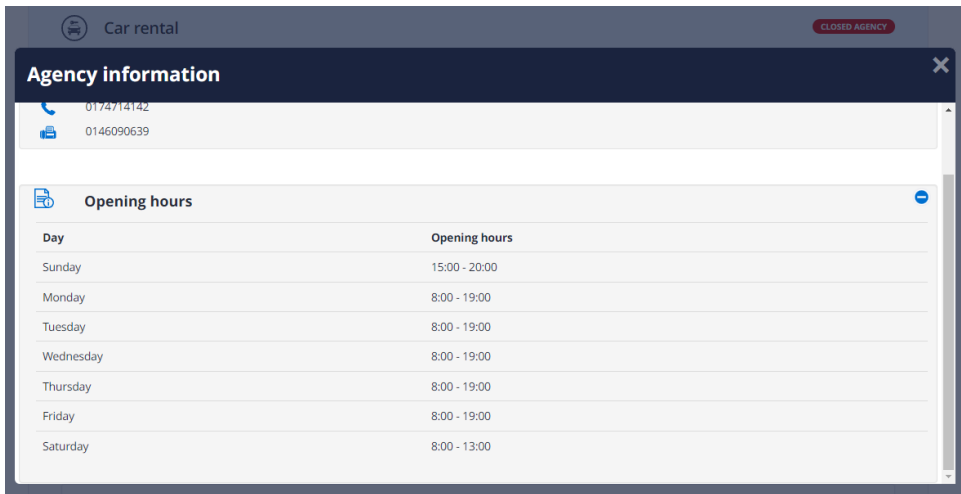 Car rental CLOSED AGENCY
Agency information
0174714142
0146090639
Opening hours
Day Opening hours
Sunday 15:00 - 20:00
Monday 8:00 - 19:00
Tuesday 8:00 - 19:00
Wednesday 8:00 - 19:00
Thursday 8:00 - 19:00
Friday 8:00 - 19:00
Saturday 8:00 - 13:00